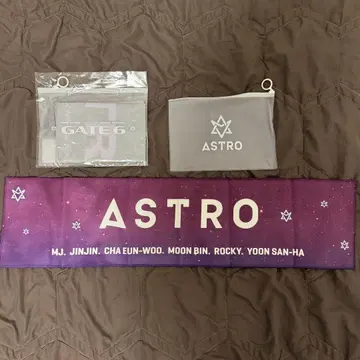 GATE 6
ASTRO
ASTRO
MJ. JINJIN. CHA EUN-WOO. MOON BIN. ROCKY. YOON SAN-HA